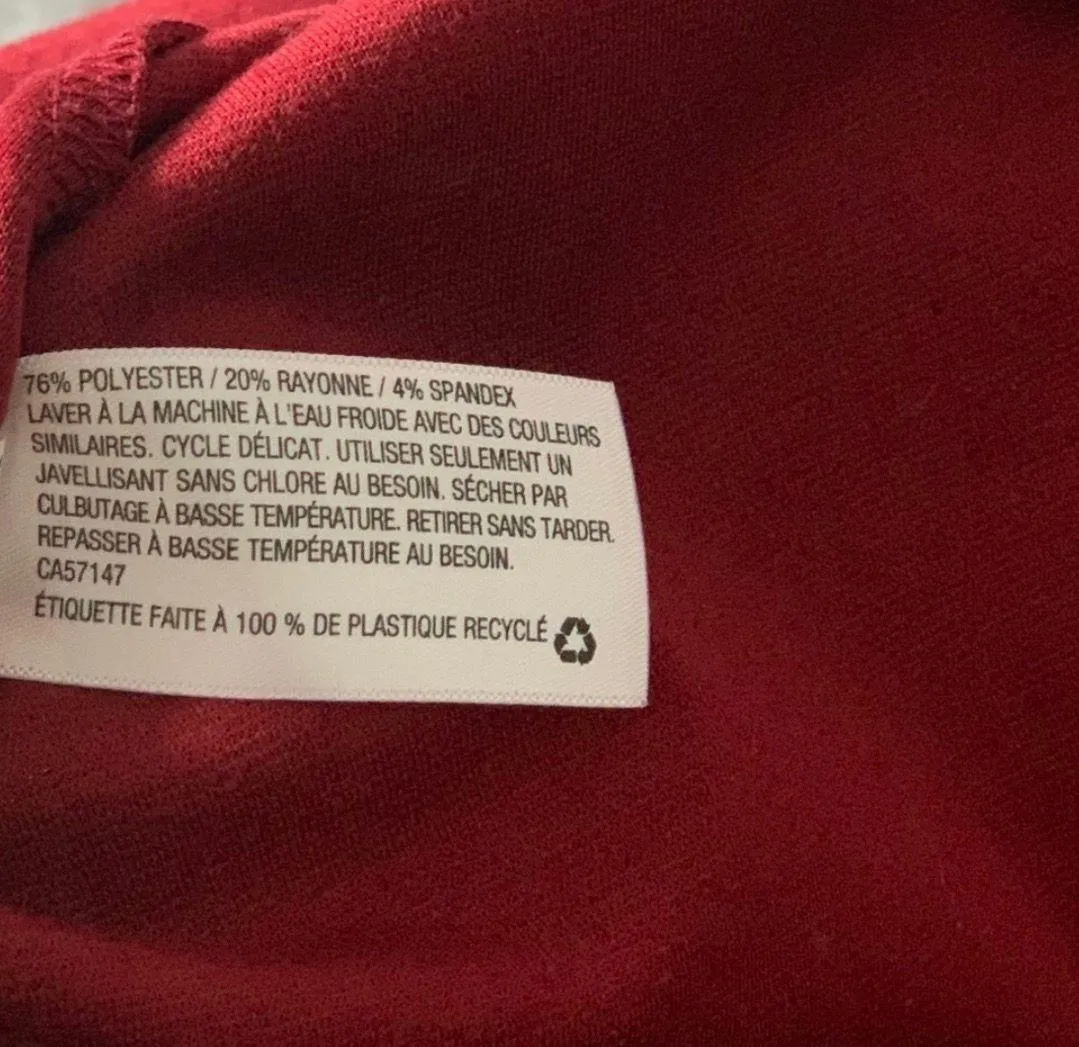 76% POLYESTER / 20% RAYONNE / 4% SPANDEX
LAVER À LA MACHINE À L'EAU FROIDE AVEC DES COULEURS
SIMILAIRES. CYCLE DÉLICAT. UTILISER SEULEMENT UN
JAVELLISANT SANS CHLORE AU BESOIN. SÉCHER PAR
CULBUTAGE À BASSE TEMPÉRATURE. RETIRER SANS TARDER.
REPASSER À BASSE TEMPÉRATURE AU BESOIN.
CA57147
ÉTIQUETTE FAITE À 100 % DE PLASTIQUE RECYCLÉ